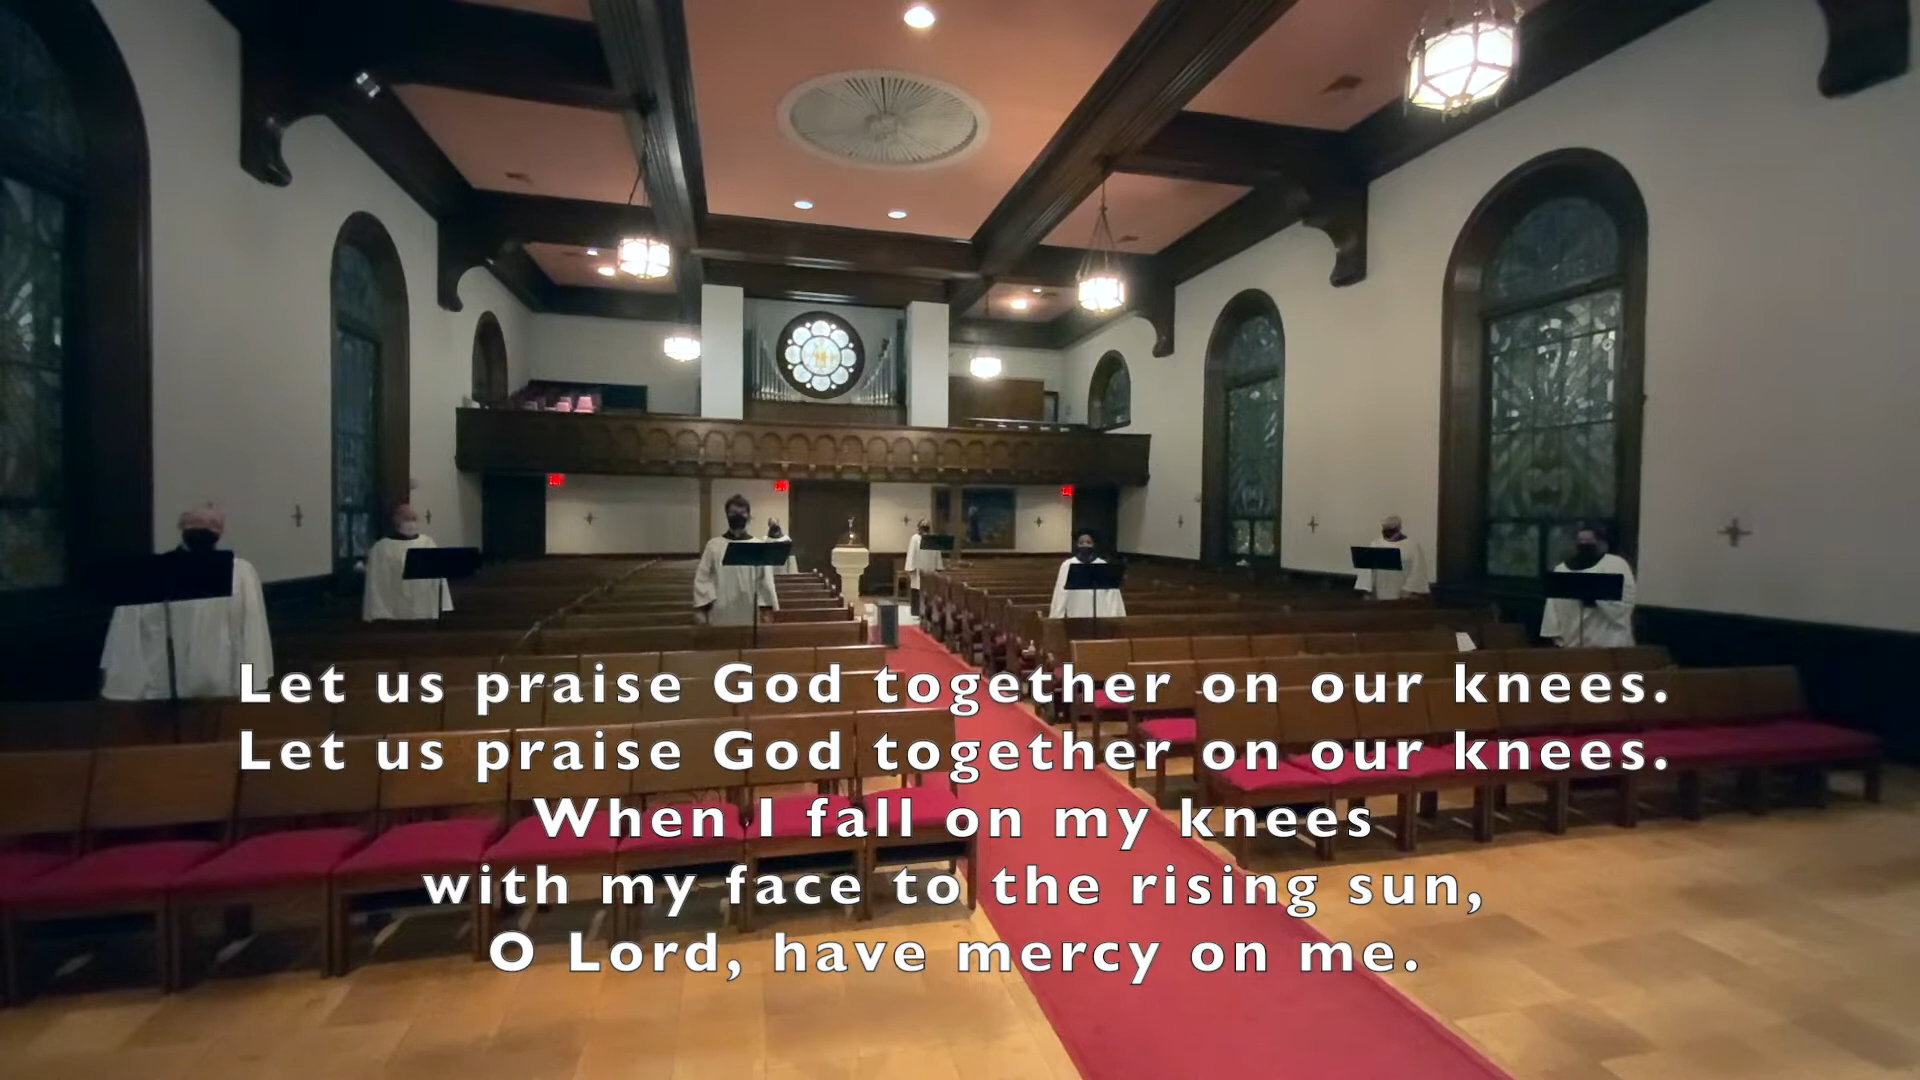 Let us praise God together on our knees.
Let us praise God together on our knees.
When I fall on my knees
with my face to the rising sun,
O Lord, have mercy on me.